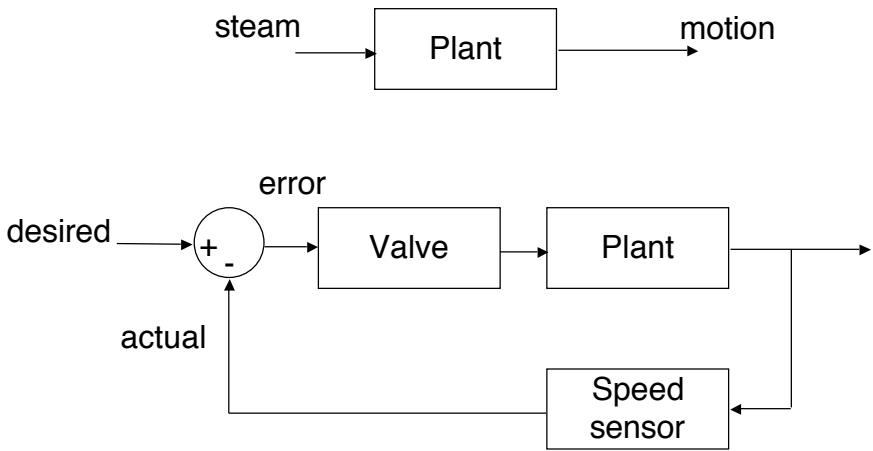 steam
Plant
motion
error
desired
+
-
Valve
Plant
actual
Speed
sensor